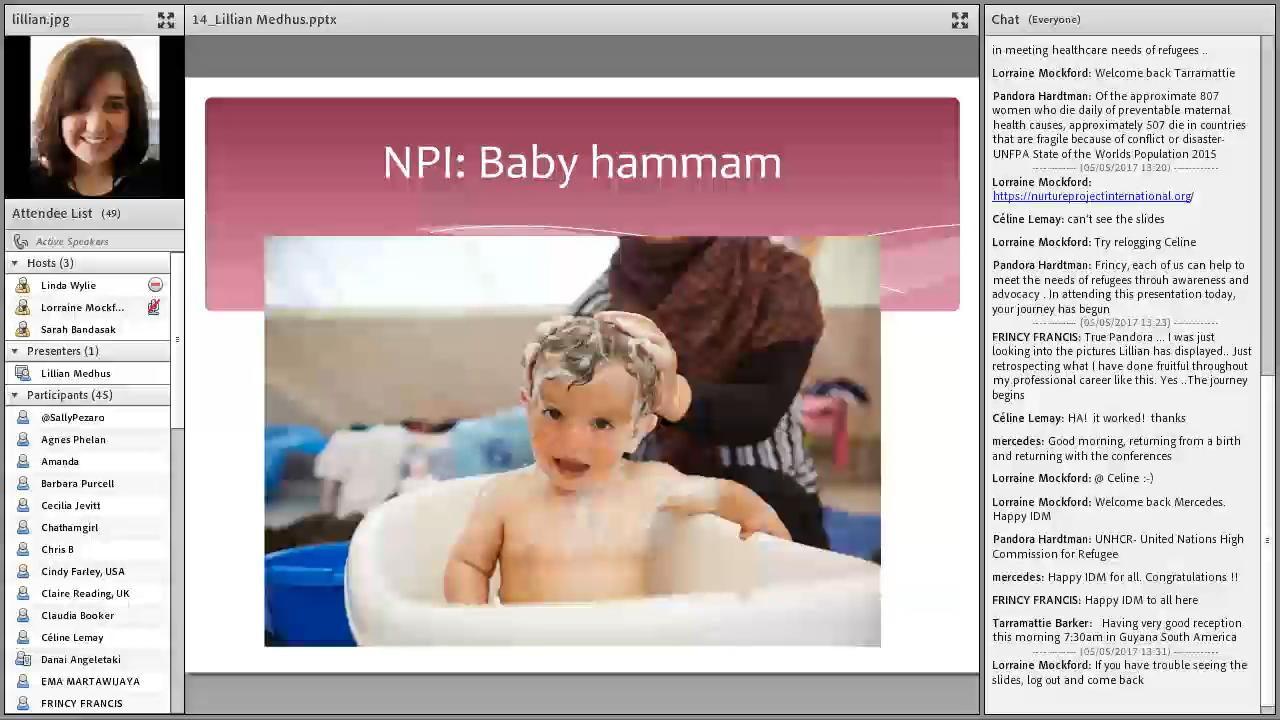 lillian.jpg
Attendee List (49)
Active Speakers
Hosts (3)
Linda Wylie
Lorraine Mockf...
Sarah Bandasak
Presenters (1)
Lillian Medhus
Participants (45)
@SallyPezaro
Agnes Phelan
Amanda
Barbara Purcell
Cecilia Jevitt
Chathamgirl
Chris B
Cindy Farley, USA
Claire Reading, UK
Claudia Booker
Céline Lemay
Danai Angeletaki
EMA MARTAWIJAYA
FRINCY FRANCIS
14_Lillian Medhus.pptx
NPI: Baby hammam
Chat (Everyone)
in meeting healthcare needs of refugees ..
Lorraine Mockford: Welcome back Tarramattie
Pandora Hardtman: Of the approximate 807
women who die daily of preventable maternal
health causes, approximately 507 die in countries
that are fragile because of conflict or disaster-
UNFPA State of the Worlds Population 2015
------------- (05/05/2017 13:20) -------------
Lorraine Mockford:
https://nurtureprojectinternational.org/
Céline Lemay: can't see the slides
Lorraine Mockford: Try relogging Celine
Pandora Hardtman: Frincy, each of us can help to
meet the needs of refugees throuh awareness and
advocacy . In attending this presentation today,
your journey has begun
------------- (05/05/2017 13:23) -------------
FRINCY FRANCIS: True Pandora ... I was just
looking into the pictures Lillian has displayed.. Just
retrospecting what I have done fruitful throughout
my professional career like this. Yes ..The journey
begins
Céline Lemay: HA! it worked! thanks
mercedes: Good morning, returning from a birth
and returning with the conferences
Lorraine Mockford: @ Celine :-)
Lorraine Mockford: Welcome back Mercedes.
Happy IDM
Pandora Hardtman: UNHCR- United Nations High
Commission for Refugee
mercedes: Happy IDM for all. Congratulations !!
FRINCY FRANCIS: Happy IDM to all here
Tarramattie Barker: Having very good reception
this morning 7:30am in Guyana South America
------------- (05/05/2017 13:31) -------------
Lorraine Mockford: If you have trouble seeing the
slides, log out and come back